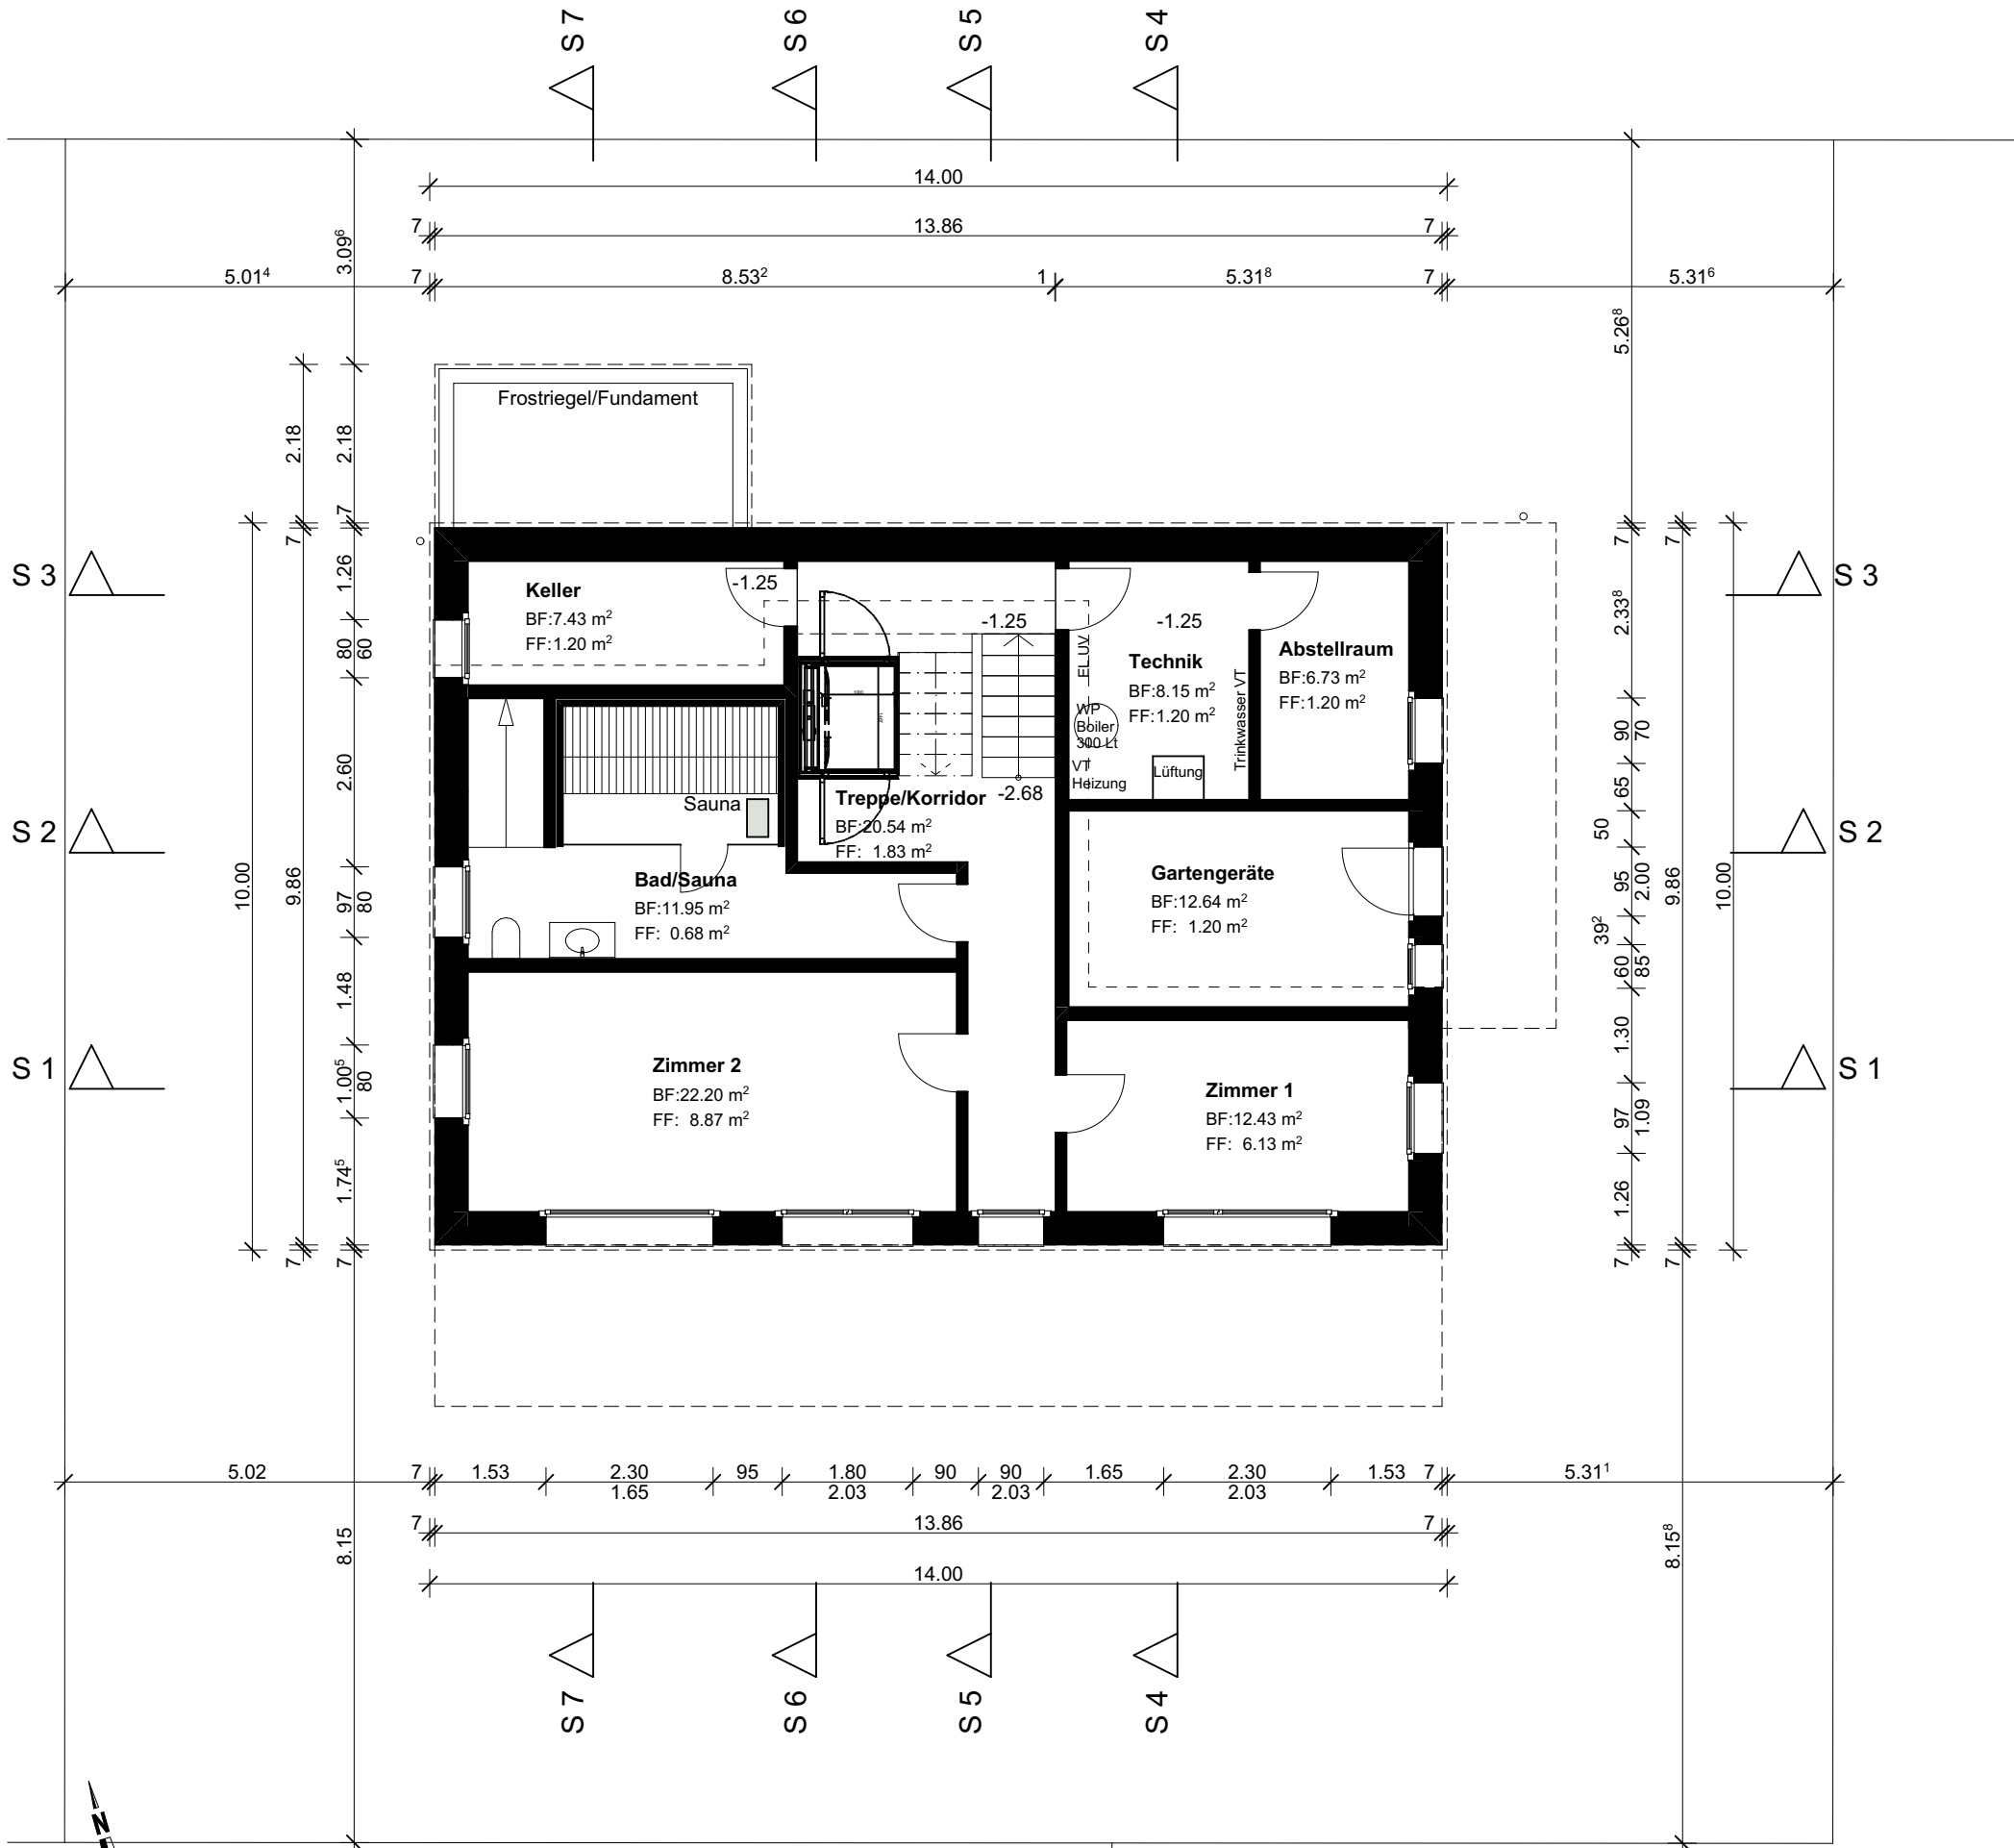 S 7
S 6
S 5
S 4
14.00
7
13.86
7
3.09⁶
5.01⁴
7
8.53²
1
5.31⁸
7
5.31⁶
5.26⁸
Frostriegel/Fundament
2.18
2.18
7
7
7
7
S 3
S 3
1.26
Keller
BF:7.43 m²
FF:1.20 m²
-1.25
-1.25
-1.25
2.33⁸
80
60
EL.UV
Technik
BF:8.15 m²
FF:1.20 m²
Abstellraum
BF:6.73 m²
FF:1.20 m²
Trinkwasser VT
WP
Boiler
300 Lt
VT
Heizung
Lüftung
90
70
2.60
65
Sauna
Treppe/Korridor
BF:20.54 m²
FF: 1.83 m²
-2.68
S 2
50
S 2
10.00
9.86
97
80
Bad/Sauna
BF:11.95 m²
FF: 0.68 m²
Gartengeräte
BF:12.64 m²
FF: 1.20 m²
95
2.00
9.86
10.00
39²
60
85
1.48
1.30
S 1
1.00⁵
80
Zimmer 2
BF:22.20 m²
FF: 8.87 m²
Zimmer 1
BF:12.43 m²
FF: 6.13 m²
97
1.09
S 1
1.74⁵
1.26
7
7
7
7
5.02
7
1.53
2.30
95
1.80
90
90
1.65
2.30
1.53
7
5.31¹
1.65
2.03
2.03
2.03
7
13.86
7
8.15
8.15⁸
14.00
S 7
S 6
S 5
S 4
N